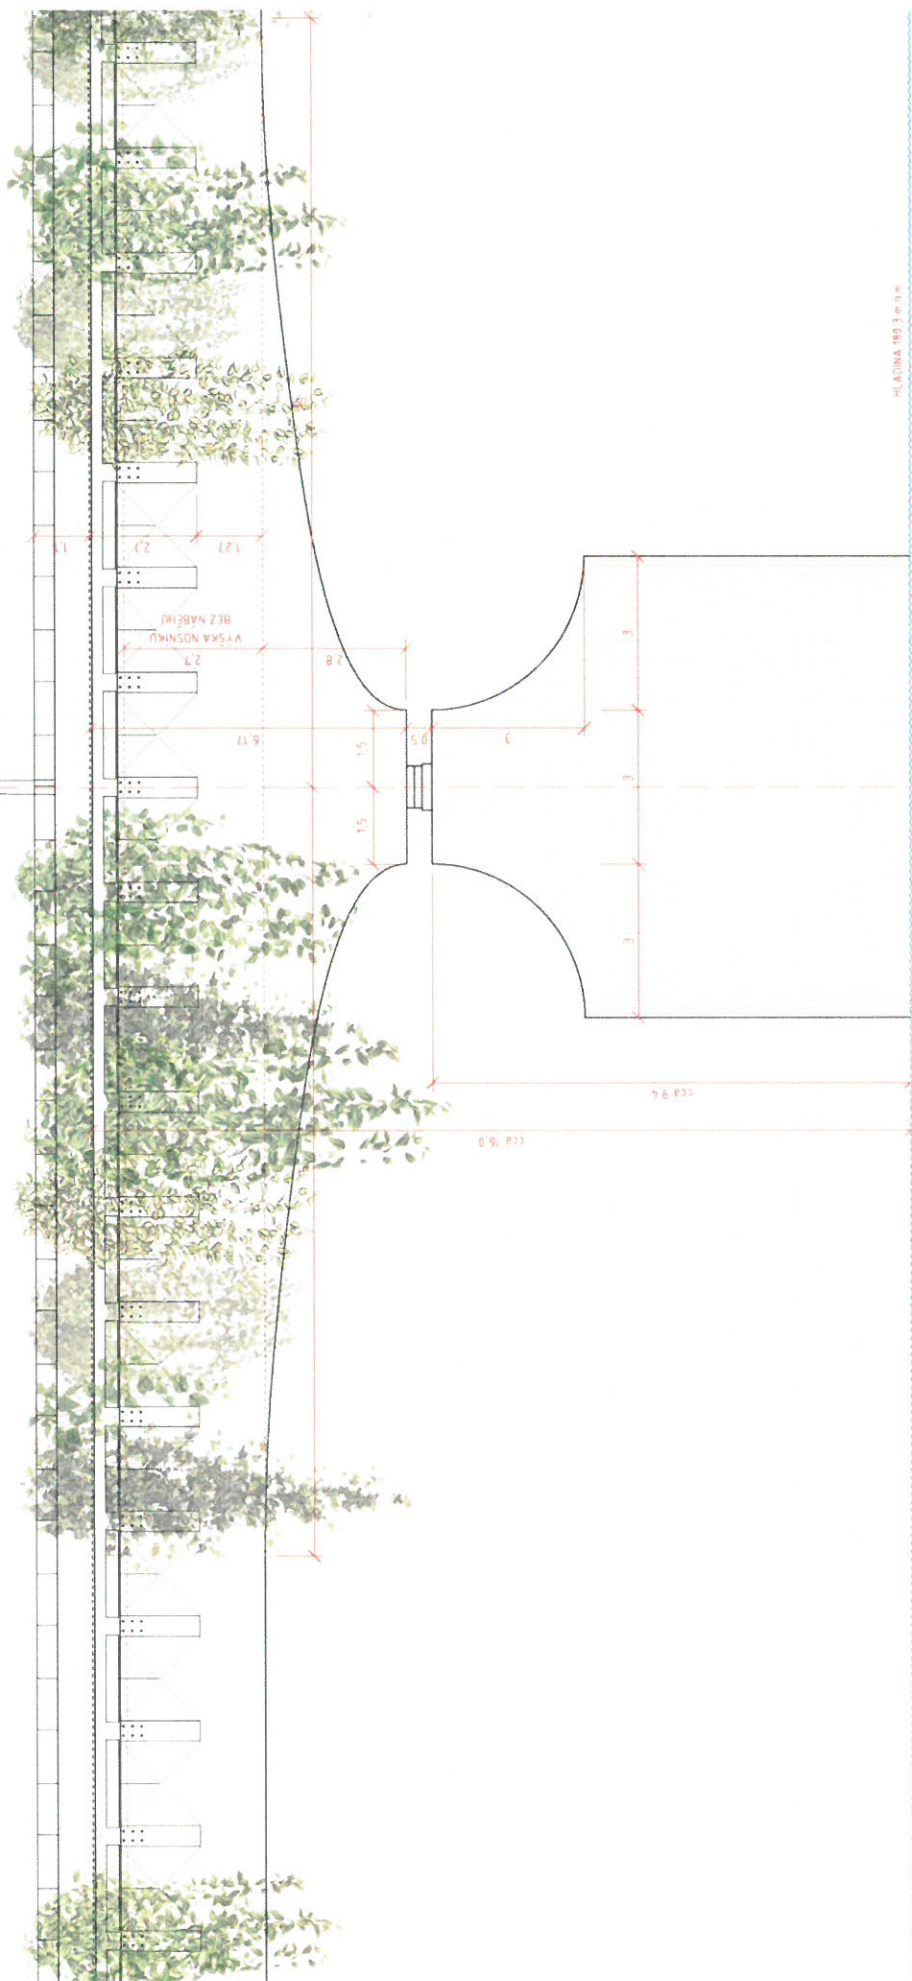 1,1
2,1
1,27
VÝŠKA NOSNÍKU
BEZ NÁBĚHU
2,7
2,8
6,17
0,5
3
1,5
1,5
3
3
3
cca 9,4
cca 16,0
HLADINA 180,3 m n m